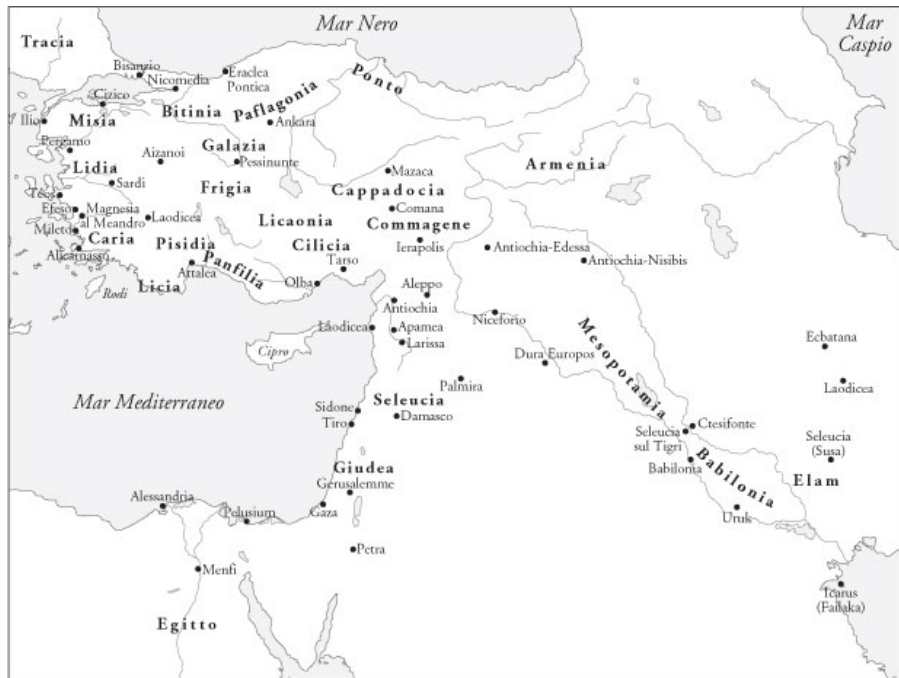 Mar Nero
Mar
Caspio
Tracia
Bisanzio
Nicomedia
Eraclea
Pontica
Ponto
Cizico
Bitinia
Paflagonia
Ilio
Misia
Ankara
Pergamo
Aizanoi
Galazia
Pessinunte
Armenia
Lidia
Sardi
Frigia
Mazaca
Cappadocia
Teos
Efeso
Magnesia
al Meandro
Laodicea
Licaonia
Comana
Commagene
Mileto
Caria
Pisidia
Cilicia
Ierapolis
Antiochia-Edessa
Alicarnasso
Panfilia
Tarso
Antiochia-Nisibis
Attalea
Rodi
Licia
Olba
Aleppo
Antiochia
Niceforio
Laodicea
Apamea
Larissa
Mesopotamia
Ecbatana
Cipro
Dura Europos
Palmira
Laodicea
Mar Mediterraneo
Seleucia
Sidone
Damasco
Tiro
Ctesifonte
Seleucia
sul Tigri
Seleucia
(Susa)
Babilonia
Babilonia
Elam
Giudea
Gerusalemme
Alessandria
Pelusium
Gaza
Uruk
Petra
Menfi
Icarus
(Failaka)
Egitto